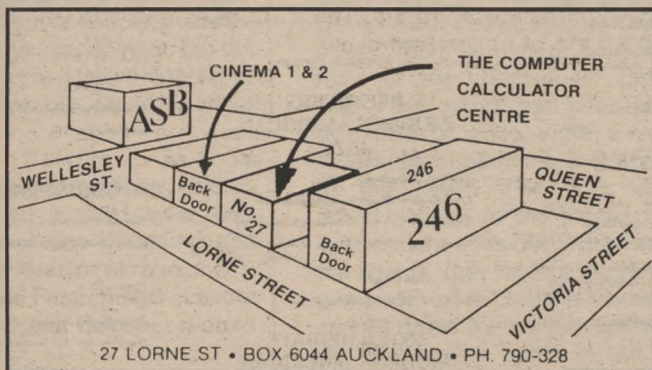 CINEMA 1 & 2
THE COMPUTER
CALCULATOR
CENTRE
ASB
WELLESLEY
ST.
Back
Door
No.
27
246
246
Back
Door
QUEEN
STREET
LORNE STREET
VICTORIA STREET
27 LORNE ST • BOX 6044 AUCKLAND • PH. 790-328